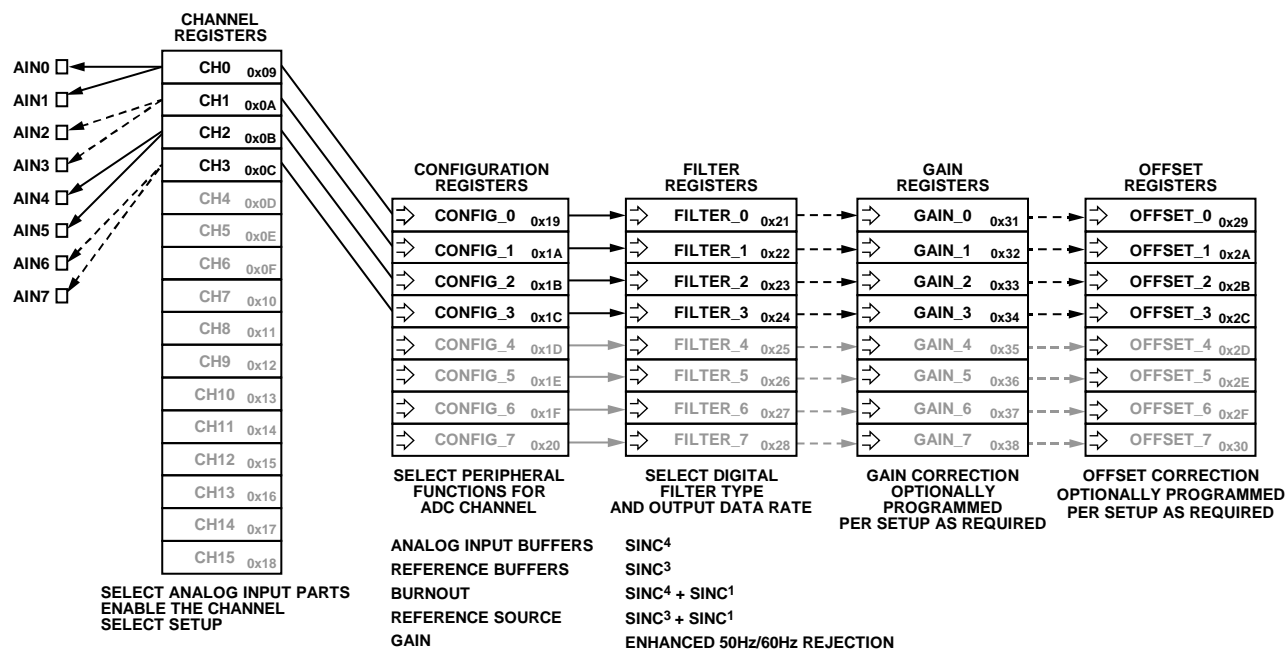 CHANNEL
REGISTERS
AIN0
AIN1
AIN2
AIN3
AIN4
AIN5
AIN6
AIN7
CH0 0x09
CH1 0x0A
CH2 0x0B
CH3 0x0C
CH4 0x0D
CH5 0x0E
CH6 0x0F
CH7 0x10
CH8 0x11
CH9 0x12
CH10 0x13
CH11 0x14
CH12 0x15
CH13 0x16
CH14 0x17
CH15 0x18
SELECT ANALOG INPUT PARTS
ENABLE THE CHANNEL
SELECT SETUP
CONFIGURATION
REGISTERS
CONFIG_0 0x19
CONFIG_1 0x1A
CONFIG_2 0x1B
CONFIG_3 0x1C
CONFIG_4 0x1D
CONFIG_5 0x1E
CONFIG_6 0x1F
CONFIG_7 0x20
SELECT PERIPHERAL
FUNCTIONS FOR
ADC CHANNEL
ANALOG INPUT BUFFERS
REFERENCE BUFFERS
BURNOUT
REFERENCE SOURCE
GAIN
FILTER
REGISTERS
FILTER_0 0x21
FILTER_1 0x22
FILTER_2 0x23
FILTER_3 0x24
FILTER_4 0x25
FILTER_5 0x26
FILTER_6 0x27
FILTER_7 0x28
SELECT DIGITAL
FILTER TYPE
AND OUTPUT DATA RATE
SINC4
SINC3
SINC4 + SINC1
SINC3 + SINC1
ENHANCED 50Hz/60Hz REJECTION
GAIN
REGISTERS
GAIN_0 0x31
GAIN_1 0x32
GAIN_2 0x33
GAIN_3 0x34
GAIN_4 0x35
GAIN_5 0x36
GAIN_6 0x37
GAIN_7 0x38
GAIN CORRECTION
OPTIONALLY
PROGRAMMED
PER SETUP AS REQUIRED
OFFSET
REGISTERS
OFFSET_0 0x29
OFFSET_1 0x2A
OFFSET_2 0x2B
OFFSET_3 0x2C
OFFSET_4 0x2D
OFFSET_5 0x2E
OFFSET_6 0x2F
OFFSET_7 0x30
OFFSET CORRECTION
OPTIONALLY PROGRAMMED
PER SETUP AS REQUIRED